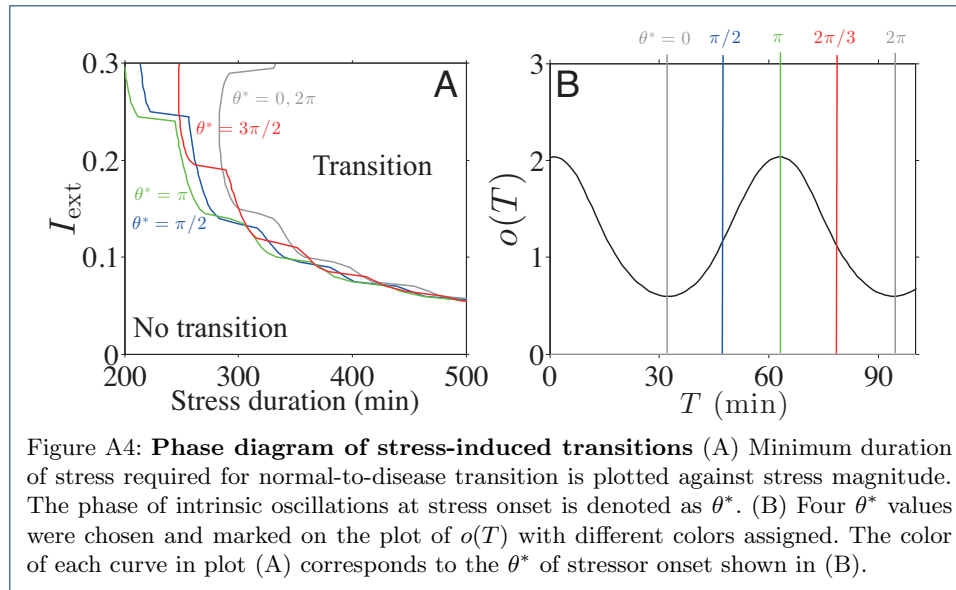 θ* = 0 π/2 π 2π/3 2π
A
B
0.3
0.2
0.1
0
I_ext
θ* = 0, 2π
θ* = 3π/2
Transition
θ* = π
θ* = π/2
No transition
200 300 400 500
Stress duration (min)
3
2
1
0
o(T)
0 30 60 90
T (min)
Figure A4: Phase diagram of stress-induced transitions (A) Minimum duration
of stress required for normal-to-disease transition is plotted against stress magnitude.
The phase of intrinsic oscillations at stress onset is denoted as θ*. (B) Four θ* values
were chosen and marked on the plot of o(T) with different colors assigned. The color
of each curve in plot (A) corresponds to the θ* of stressor onset shown in (B).